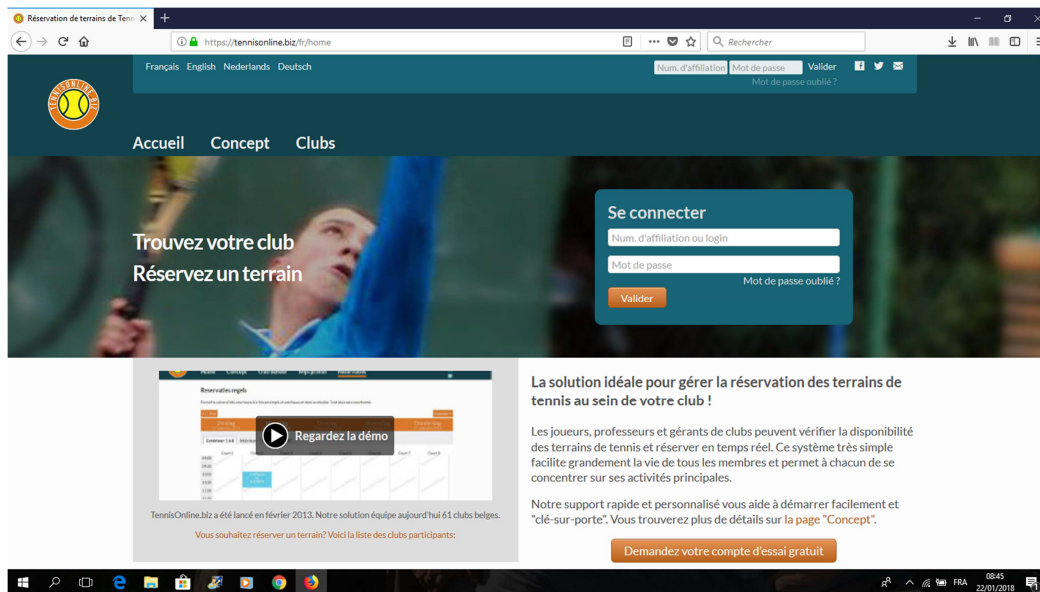 Réservation de terrains de Tenn
https://tennisonline.biz/fr/home
Rechercher
Français English Nederlands Deutsch
Num. d'affiliation Mot de passe Valider
Mot de passe oublié ?
TENNISONLINE.BIZ
Accueil Concept Clubs
Trouvez votre club
Réservez un terrain
Se connecter
Num. d'affiliation ou login
Mot de passe
Mot de passe oublié ?
Valider
Reservaties regels
Regardez la démo
TennisOnline.biz a été lancé en février 2013. Notre solution équipe aujourd'hui 61 clubs belges.
Vous souhaitez réserver un terrain? Voici la liste des clubs participants:
La solution idéale pour gérer la réservation des terrains de
tennis au sein de votre club !
Les joueurs, professeurs et gérants de clubs peuvent vérifier la disponibilité
des terrains de tennis et réserver en temps réel. Ce système très simple
facilite grandement la vie de tous les membres et permet à chacun de se
concentrer sur ses activités principales.
Notre support rapide et personnalisé vous aide à démarrer facilement et
"clé-sur-porte". Vous trouverez plus de détails sur la page "Concept".
Demandez votre compte d'essai gratuit
FRA
08:45
22/01/2018